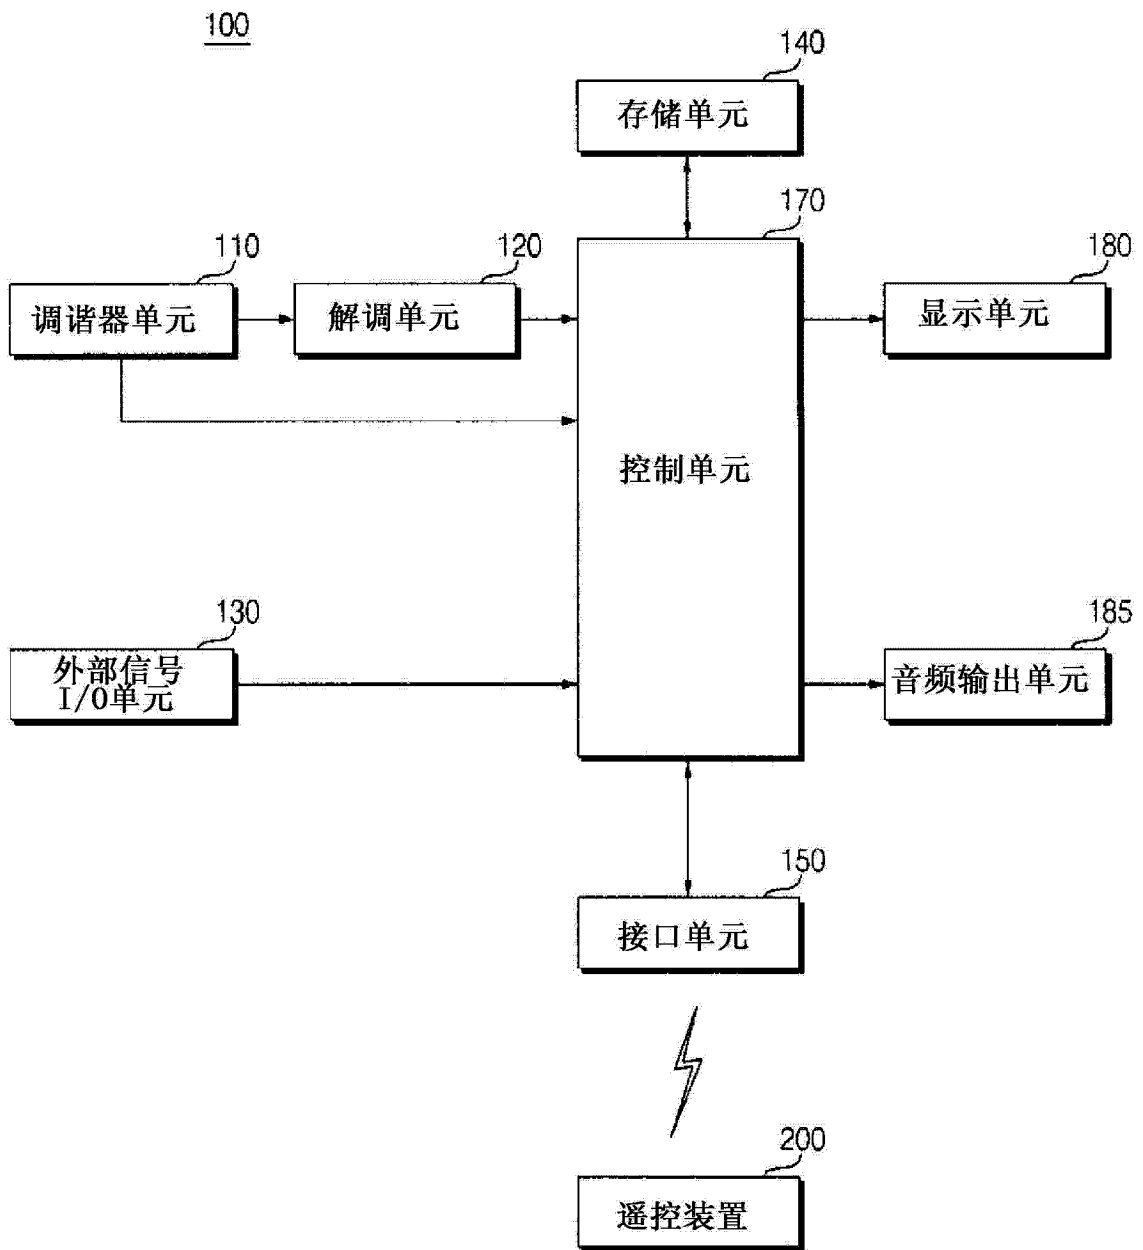 100
140
存储单元
170
110
120
180
调谐器单元
解调单元
显示单元
控制单元
130
185
外部信号
I/O单元
音频输出单元
150
接口单元
200
遥控装置